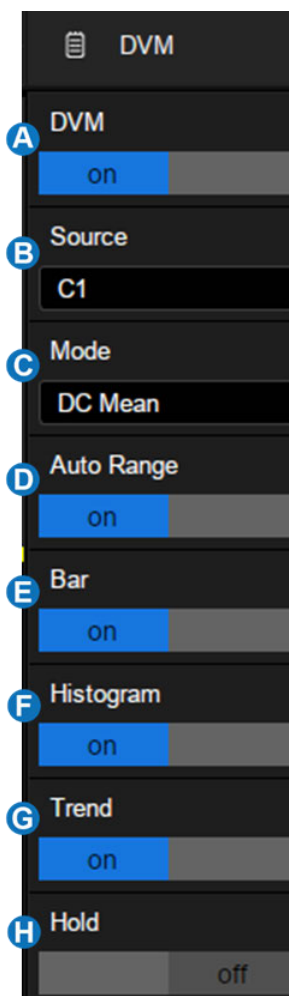 DVM
A
DVM
on
B
Source
C1
C
Mode
DC Mean
D
Auto Range
on
E
Bar
on
F
Histogram
on
G
Trend
on
H
Hold
off